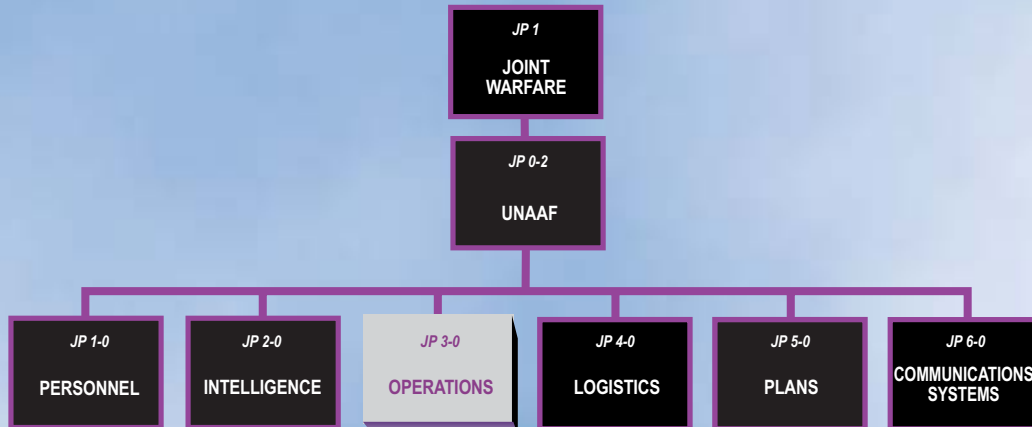 JP 1
JOINT
WARFARE
JP 0-2
UNAAF
JP 1-0
PERSONNEL
JP 2-0
INTELLIGENCE
JP 3-0
OPERATIONS
JP 4-0
LOGISTICS
JP 5-0
PLANS
JP 6-0
COMMUNICATIONS
SYSTEMS